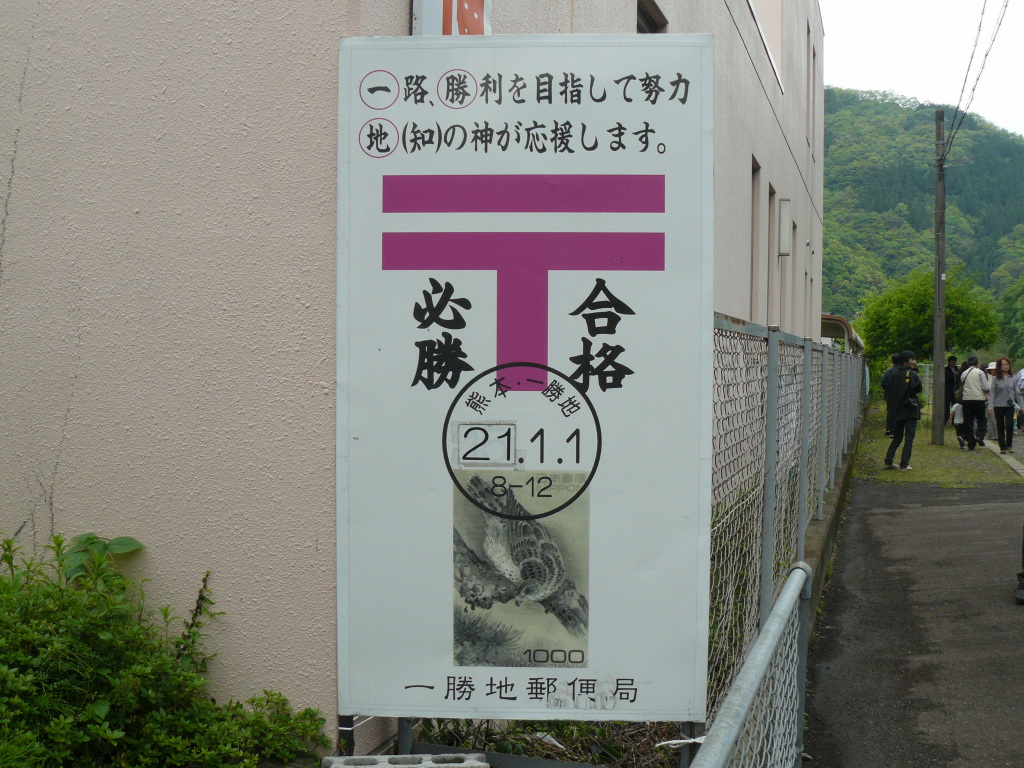 一路、勝利を目指して努力
地(知)の神が応援します。
合格
必勝
熊本・一勝地
21.1.1
8-12
1000
一勝地郵便局